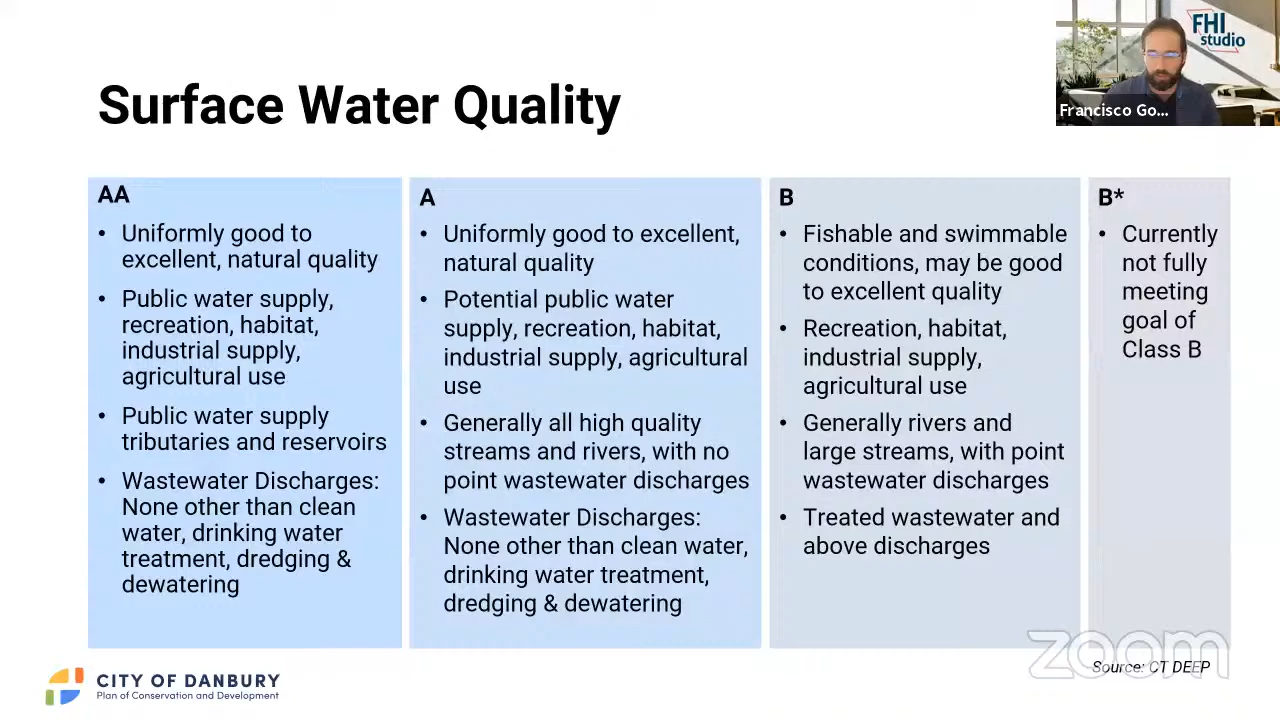 FHI
studio
Francisco Go...
Surface Water Quality
AA
• Uniformly good to
excellent, natural quality
• Public water supply,
recreation, habitat,
industrial supply,
agricultural use
• Public water supply
tributaries and reservoirs
• Wastewater Discharges:
None other than clean
water, drinking water
treatment, dredging &
dewatering
A
• Uniformly good to excellent,
natural quality
• Potential public water
supply, recreation, habitat,
industrial supply, agricultural
use
• Generally all high quality
streams and rivers, with no
point wastewater discharges
• Wastewater Discharges:
None other than clean water,
drinking water treatment,
dredging & dewatering
B
• Fishable and swimmable
conditions, may be good
to excellent quality
• Recreation, habitat,
industrial supply,
agricultural use
• Generally rivers and
large streams, with point
wastewater discharges
• Treated wastewater and
above discharges
B*
• Currently
not fully
meeting
goal of
Class B
zoom
Source: CT DEEP
CITY OF DANBURY
Plan of Conservation and Development